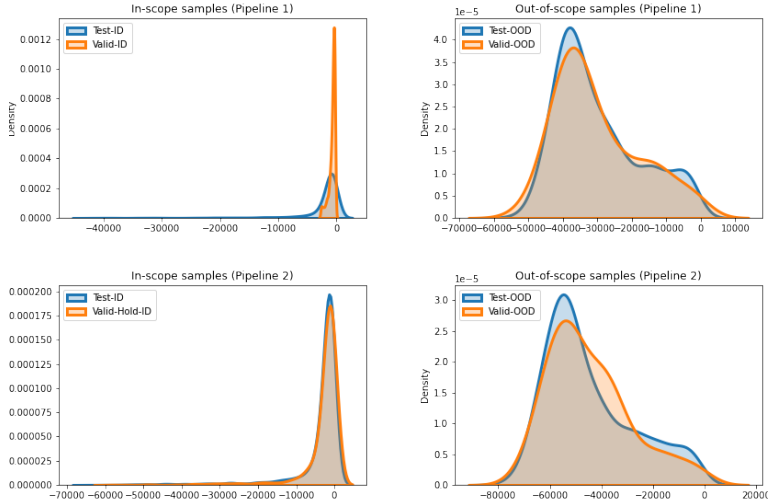 In-scope samples (Pipeline 1)
Test-ID
Valid-ID
Density
0.0012
0.0010
0.0008
0.0006
0.0004
0.0002
0.0000
−40000 −30000 −20000 −10000 0
Out-of-scope samples (Pipeline 1)
1e−5
Test-OOD
Valid-OOD
Density
4.0
3.5
3.0
2.5
2.0
1.5
1.0
0.5
0.0
−70000 −60000 −50000 −40000 −30000 −20000 −10000 0 10000
In-scope samples (Pipeline 2)
Test-ID
Valid-Hold-ID
0.000200
0.000175
0.000150
0.000125
0.000100
0.000075
0.000050
0.000025
0.000000
−70000 −60000 −50000 −40000 −30000 −20000 −10000 0
Out-of-scope samples (Pipeline 2)
1e−5
Test-OOD
Valid-OOD
Density
3.0
2.5
2.0
1.5
1.0
0.5
0.0
−80000 −60000 −40000 −20000 0 20000